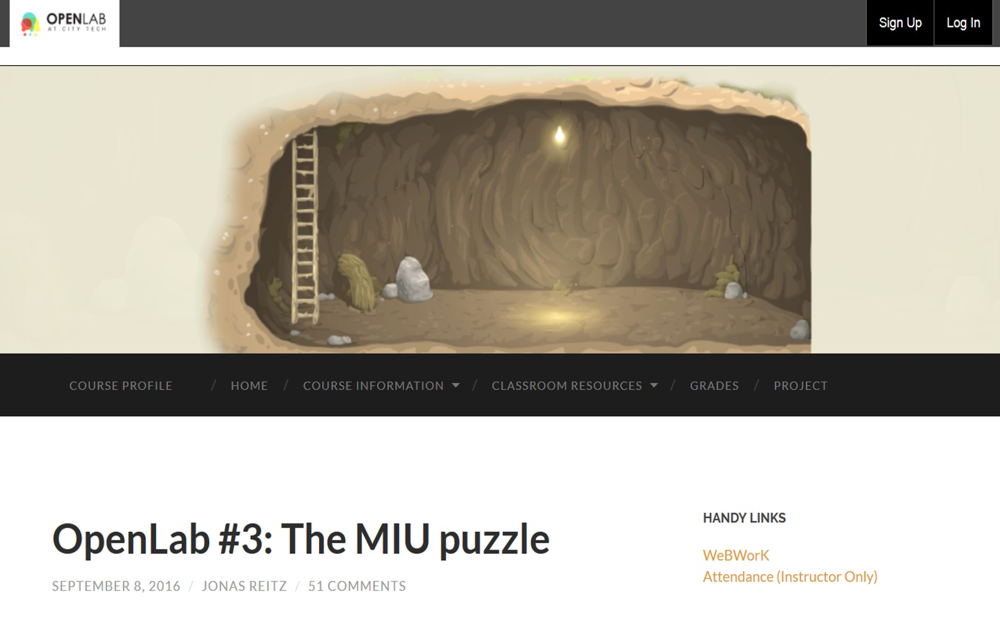 OPENLAB
AT CITY TECH
Sign Up
Log In
COURSE PROFILE / HOME / COURSE INFORMATION / CLASSROOM RESOURCES / GRADES / PROJECT
OpenLab #3: The MIU puzzle
SEPTEMBER 8, 2016 / JONAS REITZ / 51 COMMENTS
HANDY LINKS
WeBWorK
Attendance (Instructor Only)